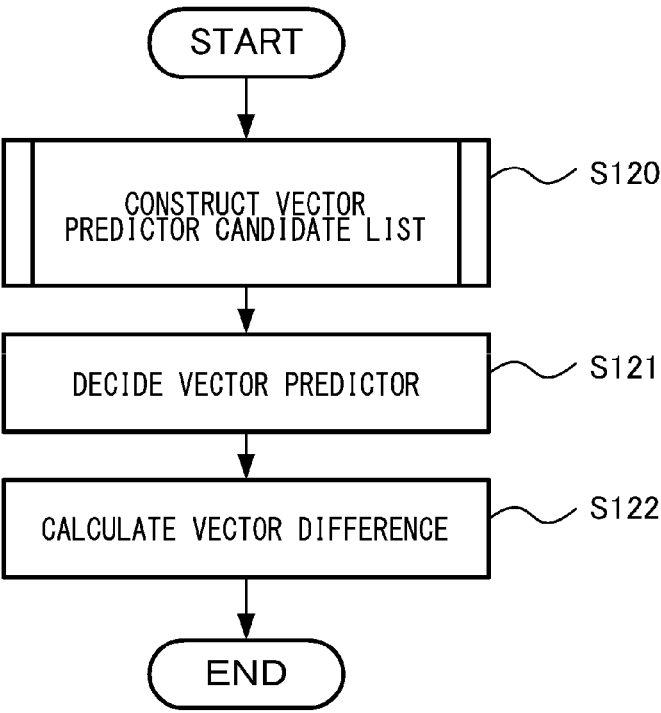 START
CONSTRUCT VECTOR
PREDICTOR CANDIDATE LIST
S120
DECIDE VECTOR PREDICTOR
S121
CALCULATE VECTOR DIFFERENCE
S122
END